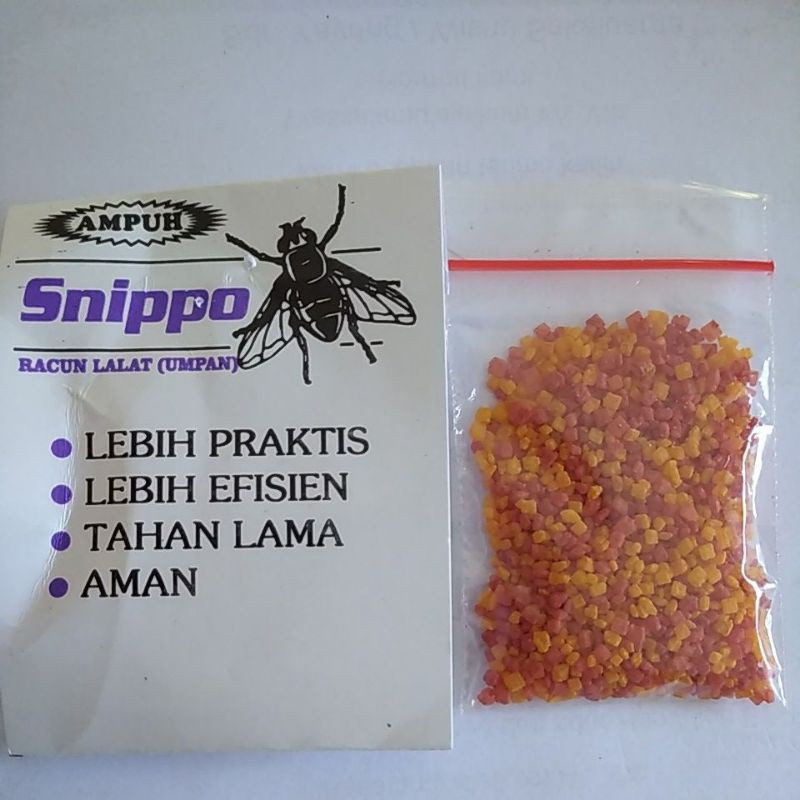 AMPUH
Snippo
RACUN LALAT (UMPAN)
LEBIH PRAKTIS
LEBIH EFISIEN
TAHAN LAMA
AMAN